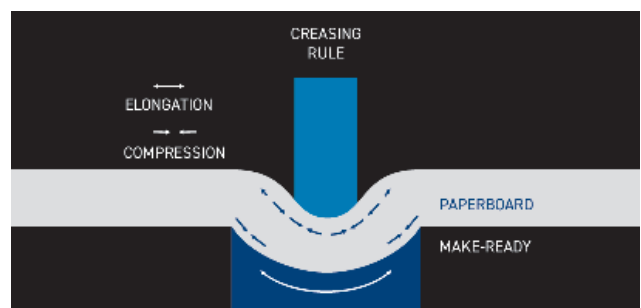 CREASING
RULE
ELONGATION
COMPRESSION
PAPERBOARD
MAKE-READY